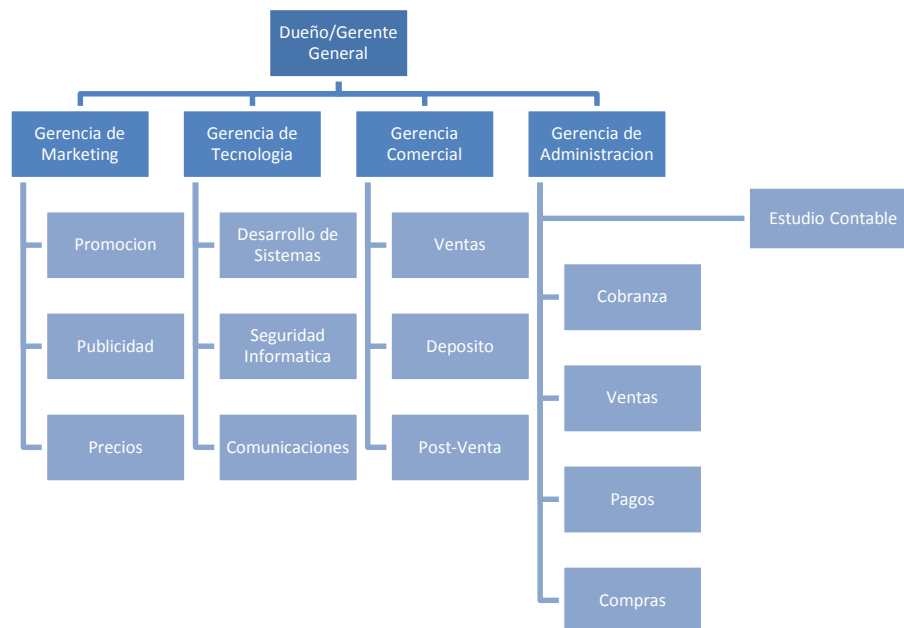 Dueño/Gerente
General
Gerencia de
Marketing
Gerencia de
Tecnologia
Gerencia
Comercial
Gerencia de
Administracion
Promocion
Publicidad
Precios
Desarrollo de
Sistemas
Seguridad
Informatica
Comunicaciones
Ventas
Deposito
Post-Venta
Estudio Contable
Cobranza
Ventas
Pagos
Compras